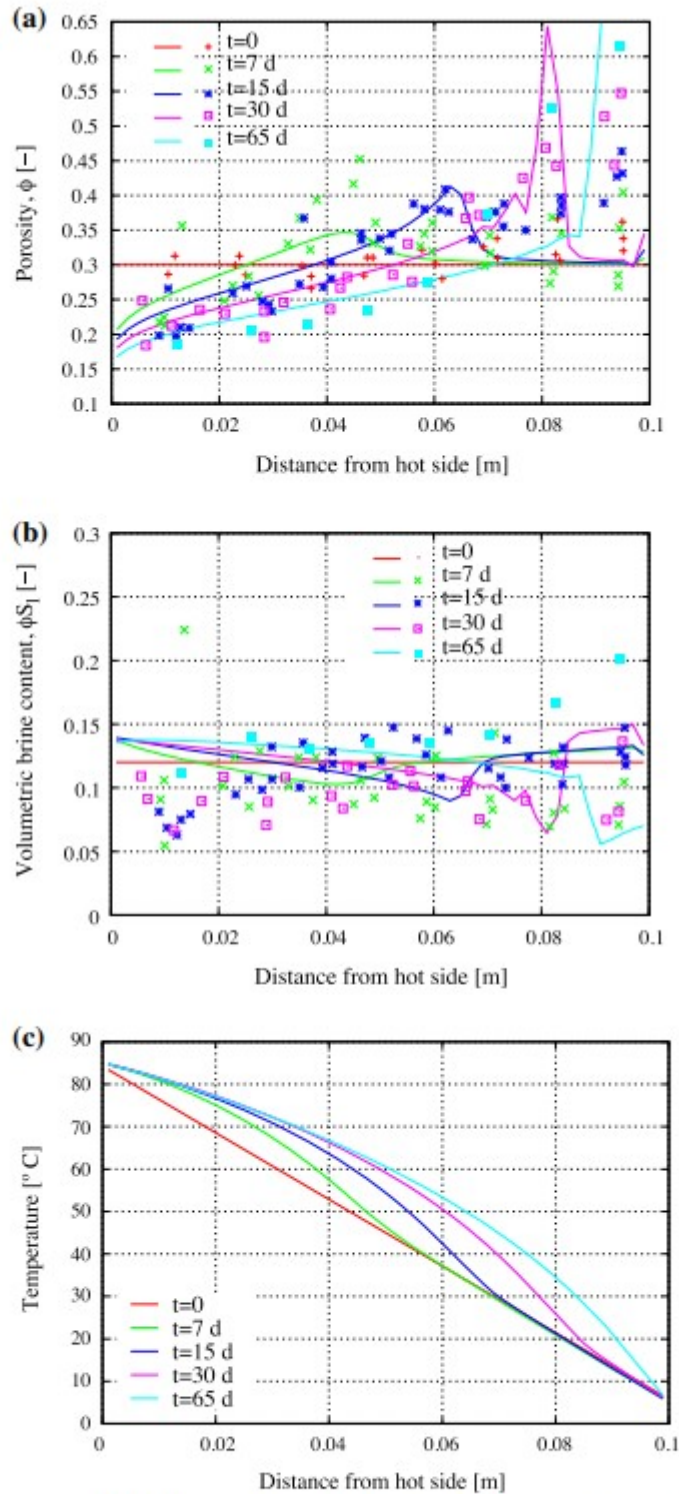 (a)
0.65
0.6
0.55
0.5
0.45
0.4
0.35
0.3
0.25
0.2
0.15
0.1
Porosity, ϕ [−]
t=0
t=7 d
t=15 d
t=30 d
t=65 d
0 0.02 0.04 0.06 0.08 0.1
Distance from hot side [m]
(b)
0.3
0.25
0.2
0.15
0.1
0.05
0
Volumetric brine content, ϕS_l [−]
t=0
t=7 d
t=15 d
t=30 d
t=65 d
0 0.02 0.04 0.06 0.08 0.1
Distance from hot side [m]
(c)
90
80
70
60
50
40
30
20
10
0
Temperature [° C]
t=0
t=7 d
t=15 d
t=30 d
t=65 d
0 0.02 0.04 0.06 0.08 0.1
Distance from hot side [m]